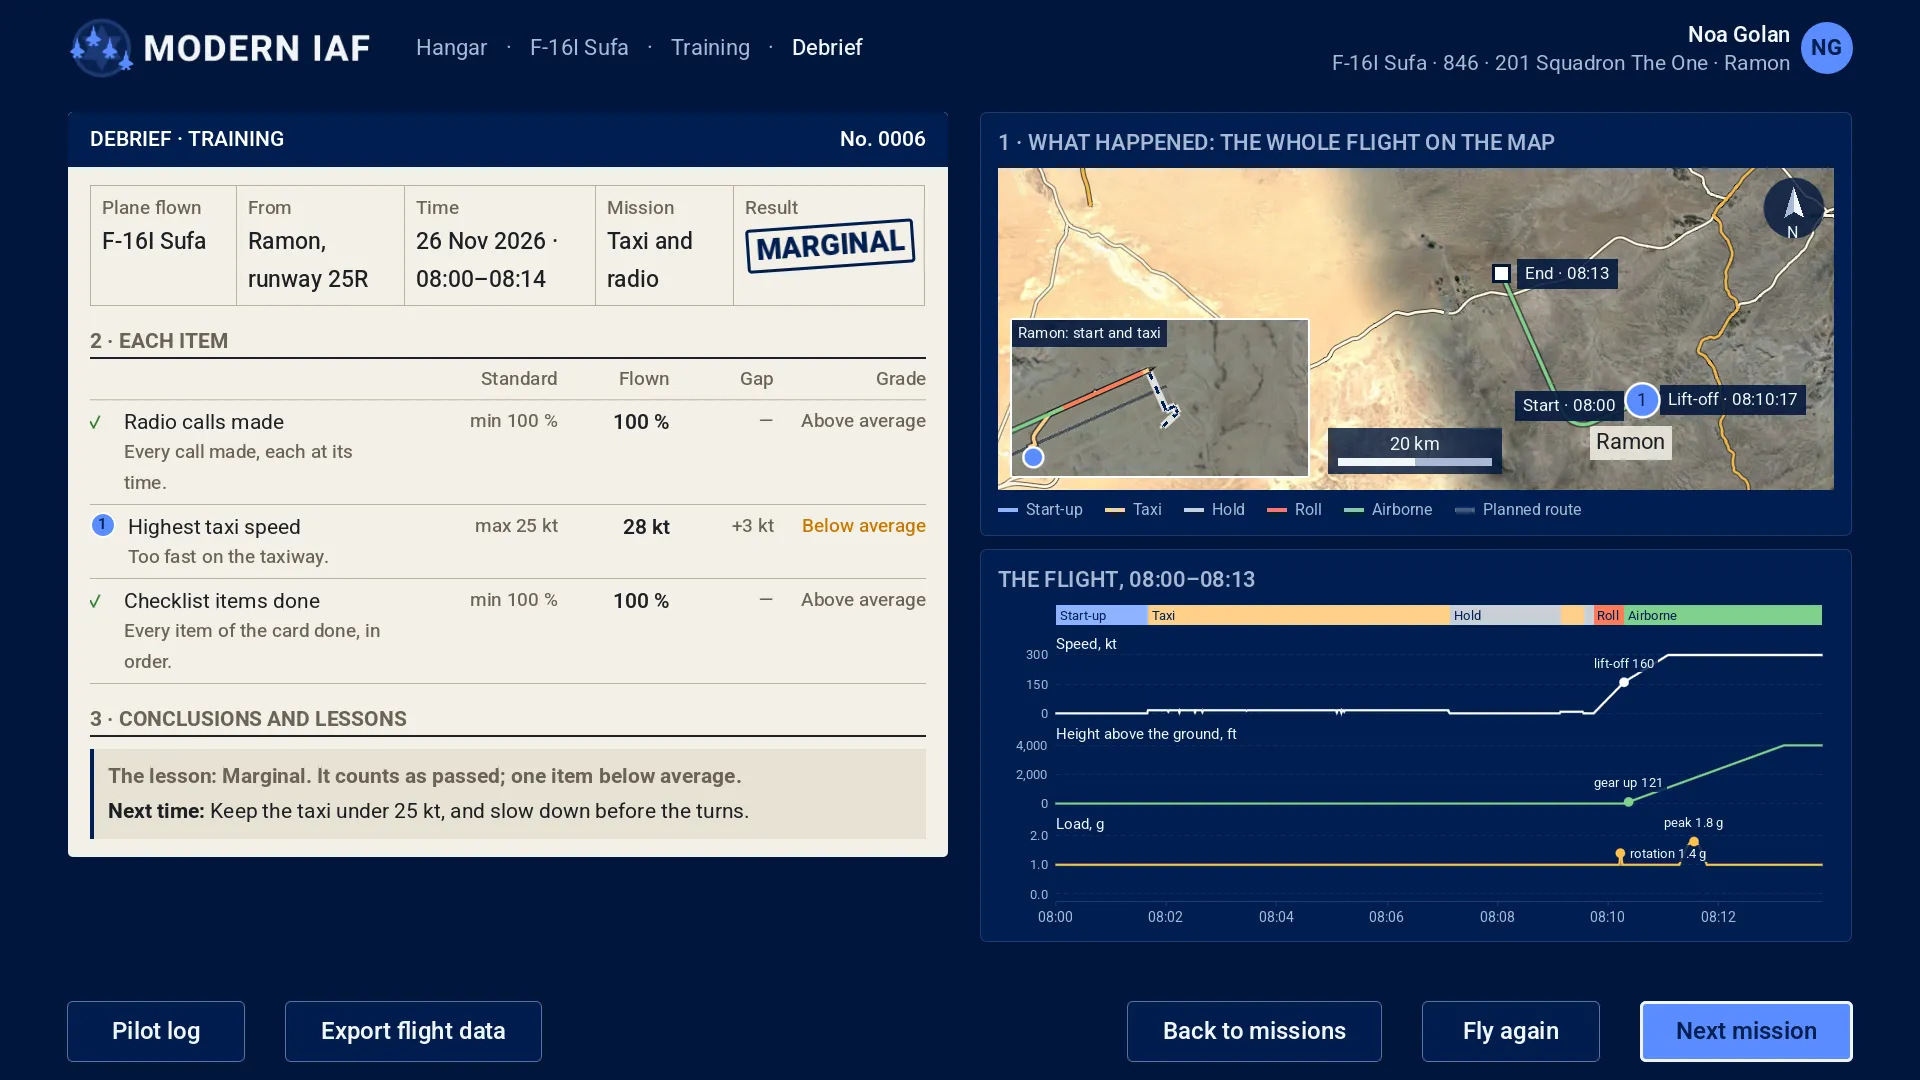 MODERN IAF
Hangar · F-16I Sufa · Training · Debrief
Noa Golan
F-16I Sufa · 846 · 201 Squadron The One · Ramon
NG
DEBRIEF · TRAINING
No. 0006
Plane flown
F-16I Sufa
From
Ramon,
runway 25R
Time
26 Nov 2026 ·
08:00–08:14
Mission
Taxi and
radio
Result
MARGINAL
2 · EACH ITEM
Standard Flown Gap Grade
✓ Radio calls made min 100 % 100 % — Above average
Every call made, each at its
time.
1 Highest taxi speed max 25 kt 28 kt +3 kt Below average
Too fast on the taxiway.
✓ Checklist items done min 100 % 100 % — Above average
Every item of the card done, in
order.
3 · CONCLUSIONS AND LESSONS
The lesson: Marginal. It counts as passed; one item below average.
Next time: Keep the taxi under 25 kt, and slow down before the turns.
1 · WHAT HAPPENED: THE WHOLE FLIGHT ON THE MAP
N
End · 08:13
Ramon: start and taxi
Start · 08:00
1
Lift-off · 08:10:17
Ramon
20 km
Start-up Taxi Hold Roll Airborne Planned route
THE FLIGHT, 08:00–08:13
Start-up Taxi Hold Roll Airborne
Speed, kt
300
150
0
lift-off 160
Height above the ground, ft
4,000
2,000
0
gear up 121
Load, g
2.0
1.0
0.0
peak 1.8 g
rotation 1.4 g
08:00 08:02 08:04 08:06 08:08 08:10 08:12
Pilot log
Export flight data
Back to missions
Fly again
Next mission